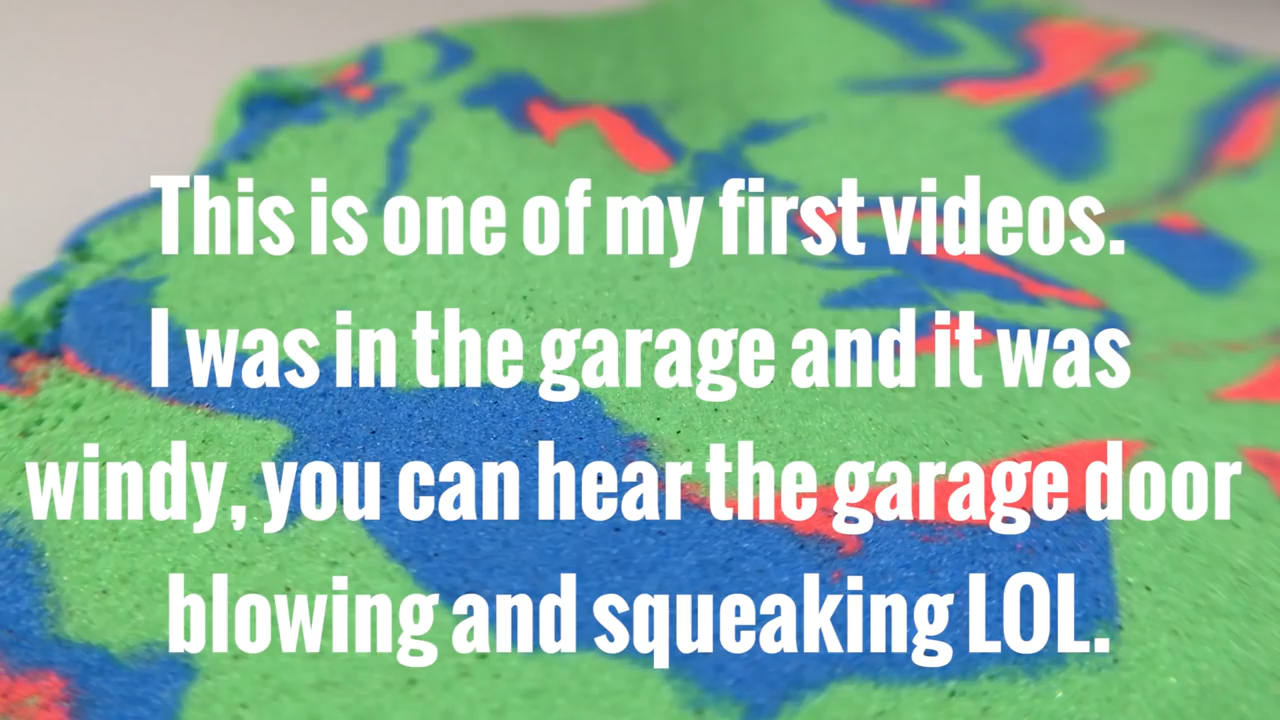 This is one of my first videos.
I was in the garage and it was
windy, you can hear the garage door
blowing and squeaking LOL.